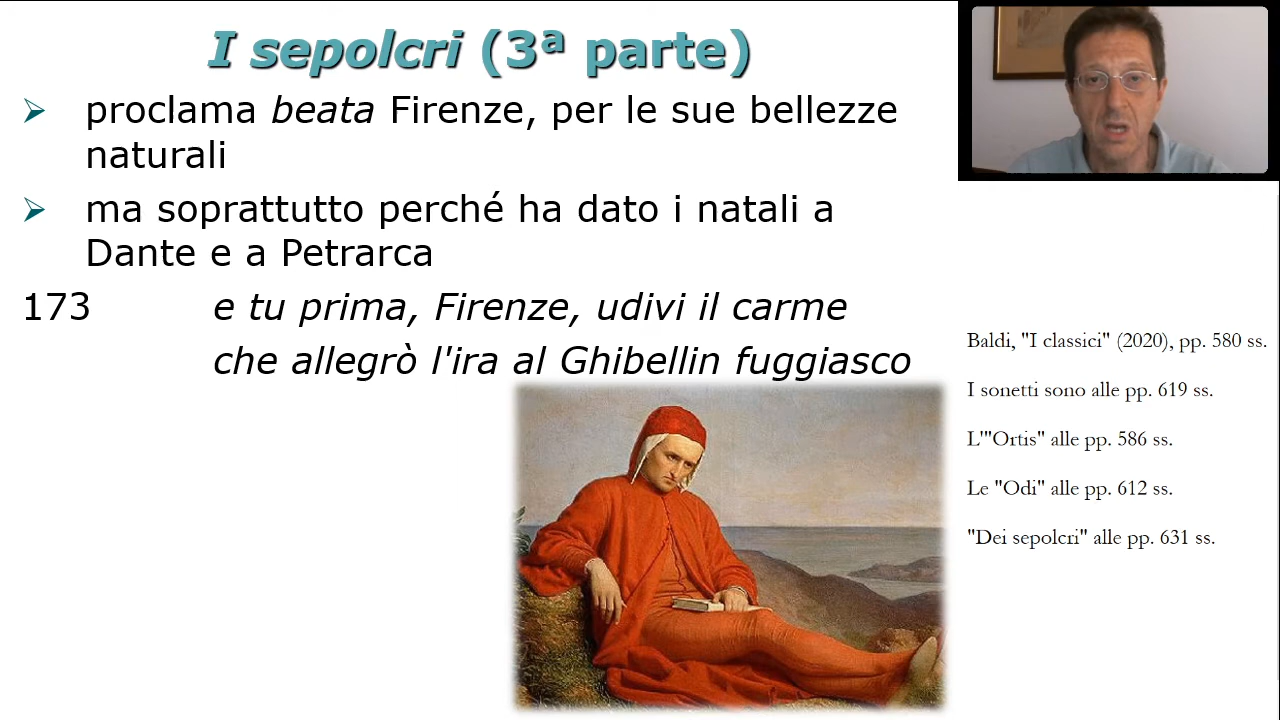 I sepolcri (3ª parte)
proclama beata Firenze, per le sue bellezze
naturali
ma soprattutto perché ha dato i natali a
Dante e a Petrarca
173 e tu prima, Firenze, udivi il carme
che allegrò l'ira al Ghibellin fuggiasco
Baldi, "I classici" (2020), pp. 580 ss.
I sonetti sono alle pp. 619 ss.
L'"Ortis" alle pp. 586 ss.
Le "Odi" alle pp. 612 ss.
"Dei sepolcri" alle pp. 631 ss.